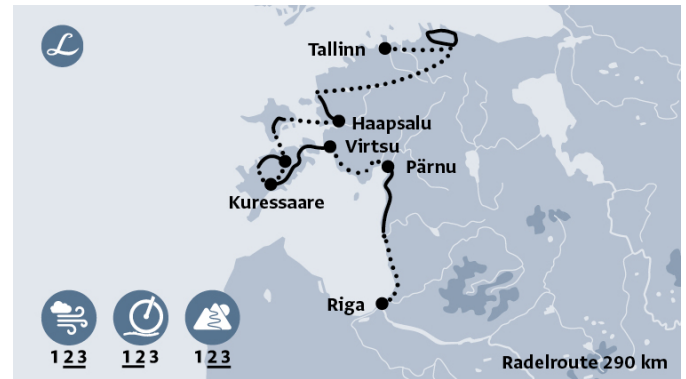 L
Tallinn
Haapsalu
Virtsu
Pärnu
Kuressaare
Riga
1 2 3
1 2 3
1 2 3
Radelroute 290 km